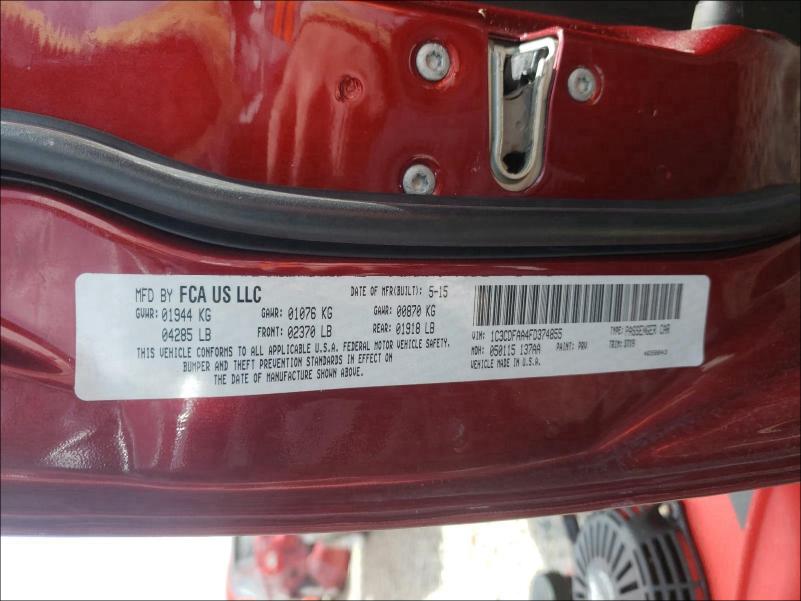 MFD BY FCA US LLC DATE OF MFR(BUILT): 5-15
GVWR: 01944 KG GAWR: 01076 KG GAWR: 00870 KG
04285 LB FRONT: 02370 LB REAR: 01918 LB
THIS VEHICLE CONFORMS TO ALL APPLICABLE U.S.A. FEDERAL MOTOR VEHICLE SAFETY,
BUMPER AND THEFT PREVENTION STANDARDS IN EFFECT ON
THE DATE OF MANUFACTURE SHOWN ABOVE.
VIN: 1C3CDFAA4FD374855 TYPE: PASSENGER CAR
MDH: 050115 137AA PAINT: PRV TRIM:
VEHICLE MADE IN U.S.A.